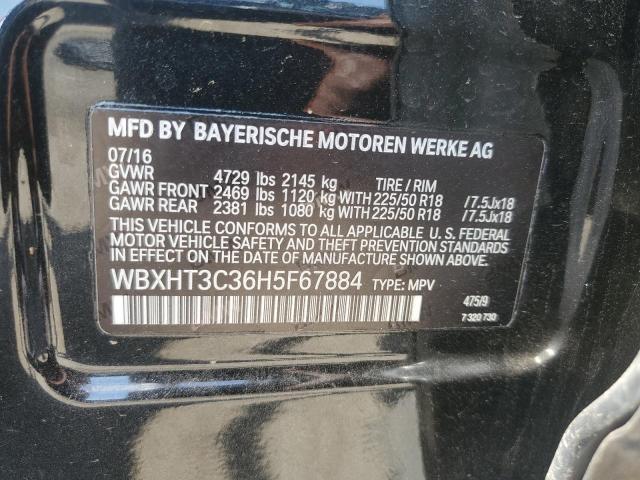 MFD BY BAYERISCHE MOTOREN WERKE AG
07/16
GVWR 4729 lbs 2145 kg TIRE / RIM
GAWR FRONT 2469 lbs 1120 kg WITH 225/50 R18 /7.5Jx18
GAWR REAR 2381 lbs 1080 kg WITH 225/50 R18 /7.5Jx18
THIS VEHICLE CONFORMS TO ALL APPLICABLE U.S. FEDERAL
MOTOR VEHICLE SAFETY AND THEFT PREVENTION STANDARDS
IN EFFECT ON THE DATE OF MANUFACTURE SHOWN ABOVE
WBXHT3C36H5F67884 TYPE: MPV
475/9
7 320 730